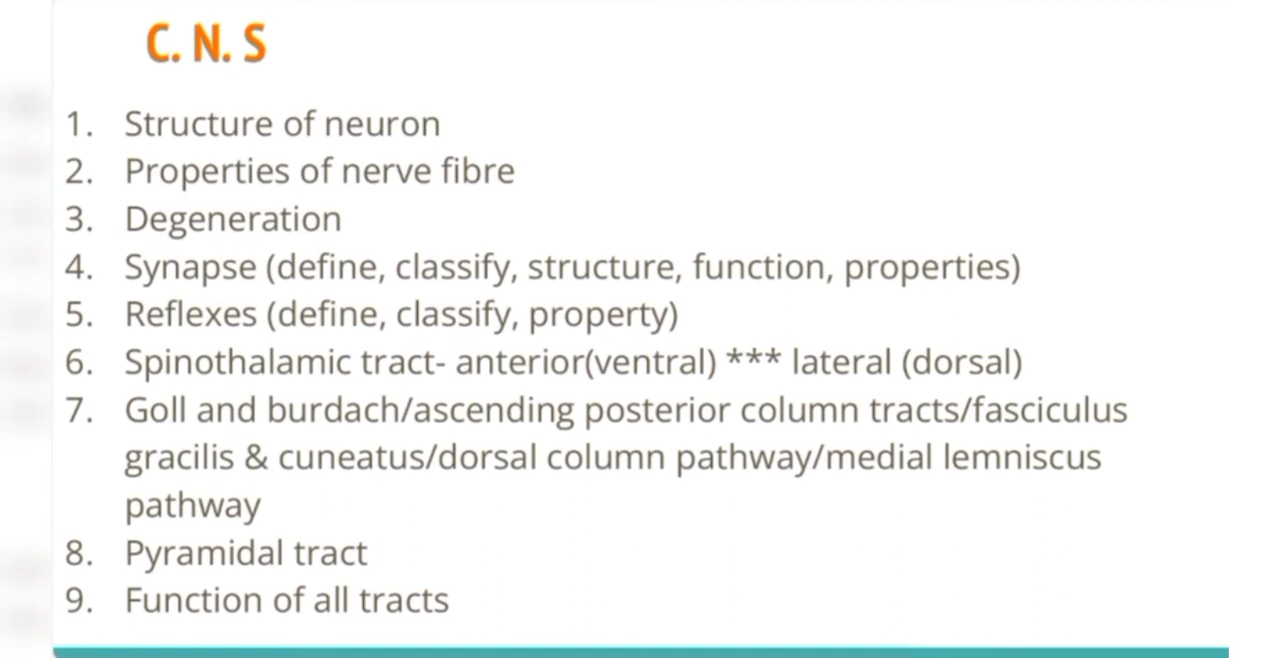 C. N. S
1. Structure of neuron
2. Properties of nerve fibre
3. Degeneration
4. Synapse (define, classify, structure, function, properties)
5. Reflexes (define, classify, property)
6. Spinothalamic tract- anterior(ventral) *** lateral (dorsal)
7. Goll and burdach/ascending posterior column tracts/fasciculus
gracilis & cuneatus/dorsal column pathway/medial lemniscus
pathway
8. Pyramidal tract
9. Function of all tracts